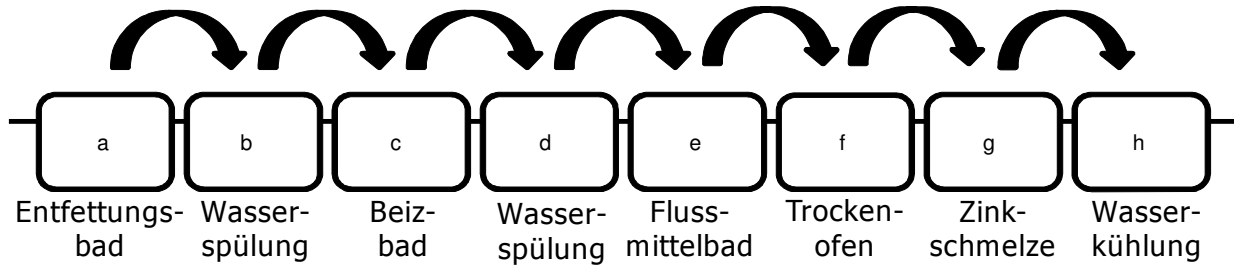 a b c d e f g h
Entfettungs- Wasser- Beiz- Wasser- Fluss- Trocken- Zink- Wasser-
bad spülung bad spülung mittelbad ofen schmelze kühlung